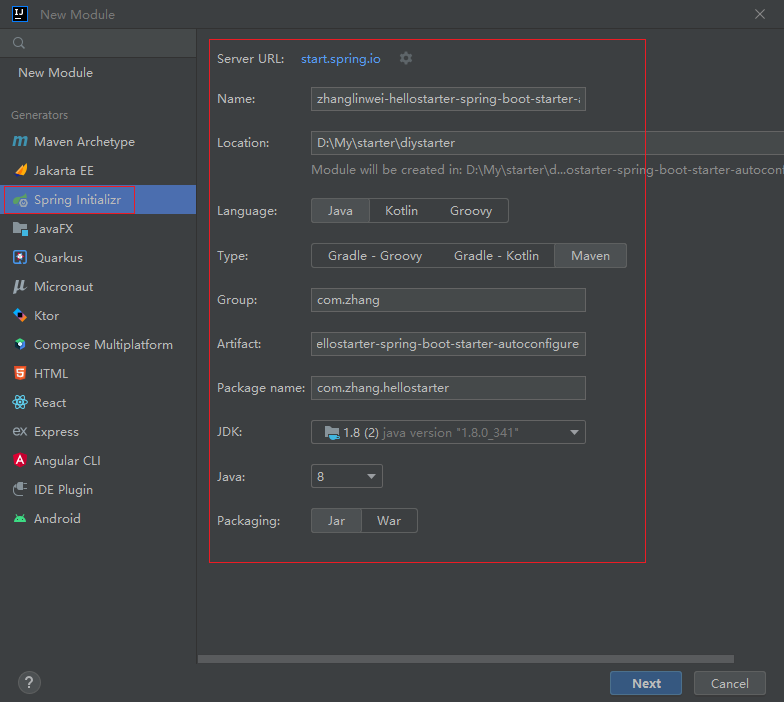 New Module
New Module
Generators
Maven Archetype
Jakarta EE
Spring Initializr
JavaFX
Quarkus
Micronaut
Ktor
Compose Multiplatform
HTML
React
Express
Angular CLI
IDE Plugin
Android
Server URL: start.spring.io
Name: zhanglinwei-hellostarter-spring-boot-starter-a
Location: D:\My\starter\diystarter
Module will be created in: D:\My\starter\d...ostarter-spring-boot-starter-autoconf
Language: Java Kotlin Groovy
Type: Gradle - Groovy Gradle - Kotlin Maven
Group: com.zhang
Artifact: ellostarter-spring-boot-starter-autoconfigure
Package name: com.zhang.hellostarter
JDK: 1.8 (2) java version "1.8.0_341"
Java: 8
Packaging: Jar War
? Next Cancel